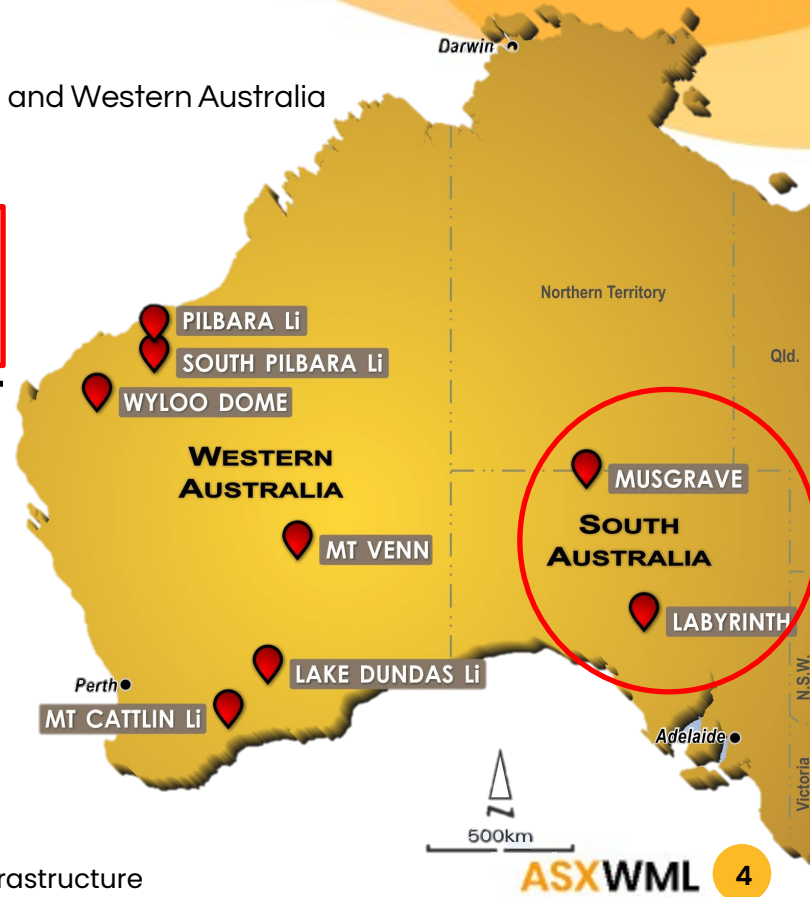 Darwin
and Western Australia
Northern Territory
PILBARA Li
Qld.
SOUTH PILBARA Li
WYLOO DOME
WESTERN
AUSTRALIA
MUSGRAVE
SOUTH
AUSTRALIA
MT VENN
LABYRINTH
LAKE DUNDAS Li
N.S.W.
Perth
MT CATTLIN Li
Adelaide
Victoria
N
500km
rastructure
ASXWML 4